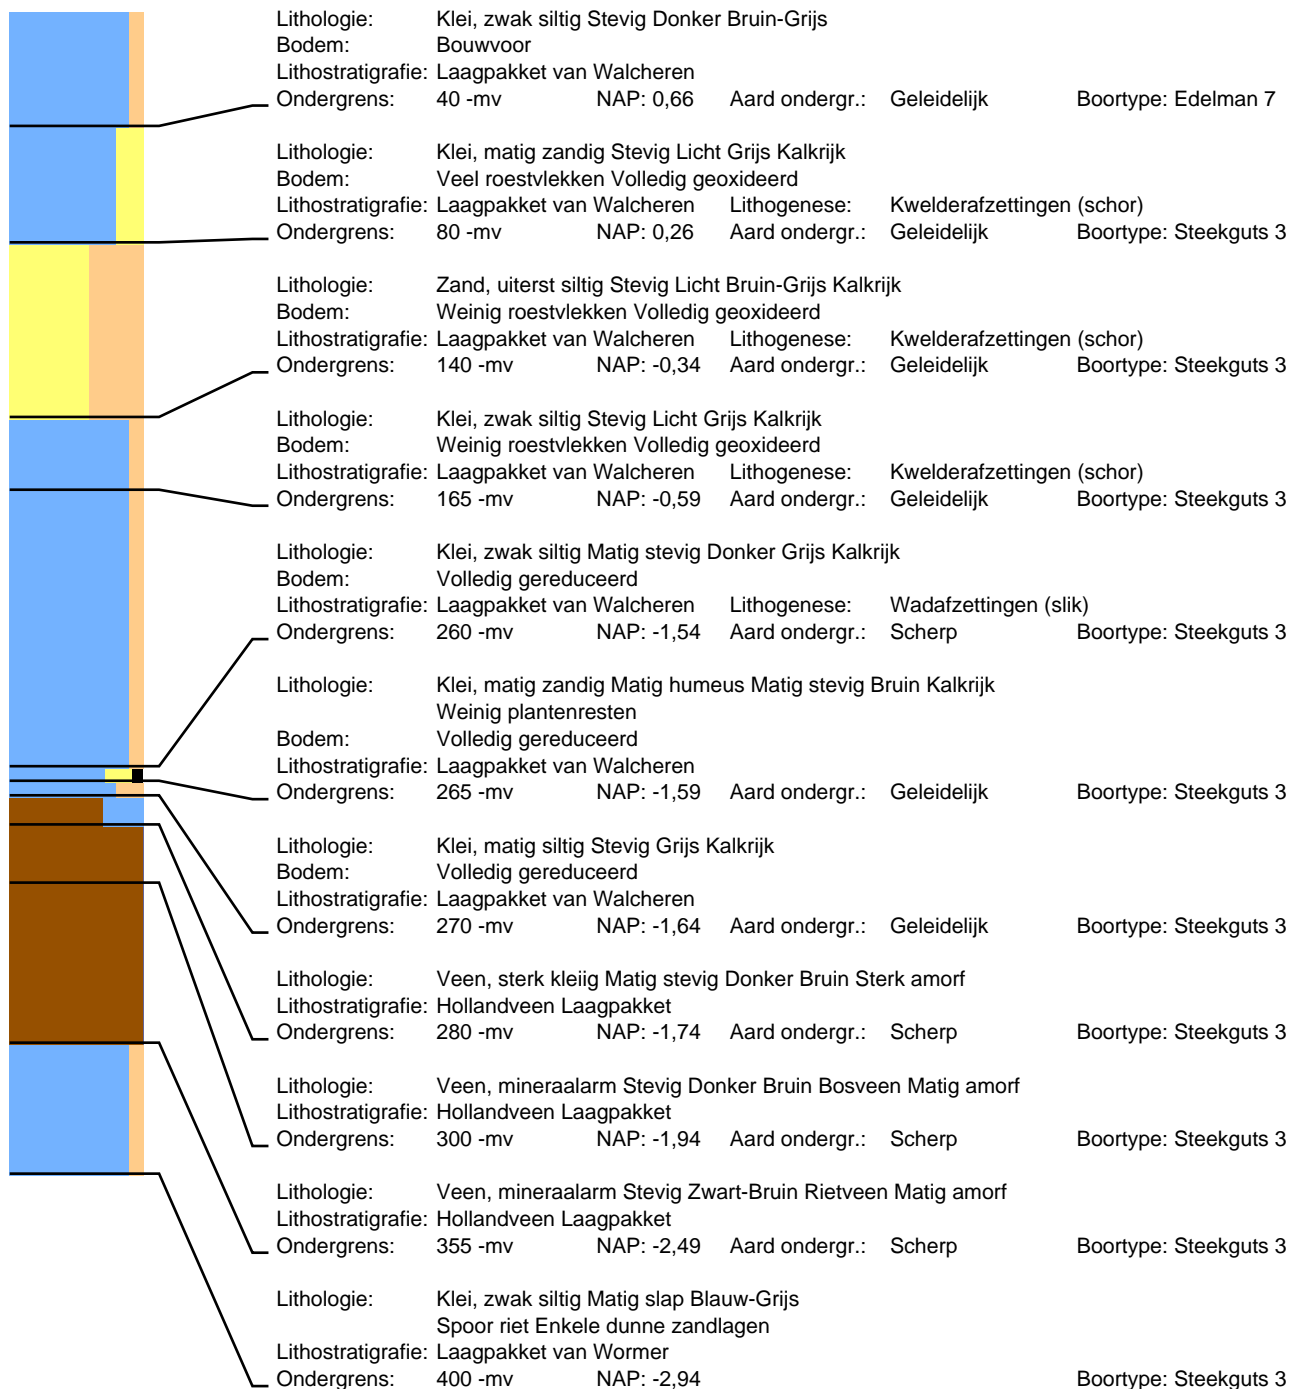 Lithologie: Klei, zwak siltig Stevig Donker Bruin-Grijs
Bodem: Bouwvoor
Lithostratigrafie: Laagpakket van Walcheren
Ondergrens: 40 -mv NAP: 0,66 Aard ondergr.: Geleidelijk Boortype: Edelman 7
Lithologie: Klei, matig zandig Stevig Licht Grijs Kalkrijk
Bodem: Veel roestvlekken Volledig geoxideerd
Lithostratigrafie: Laagpakket van Walcheren Lithogenese: Kwelderafzettingen (schor)
Ondergrens: 80 -mv NAP: 0,26 Aard ondergr.: Geleidelijk Boortype: Steekguts 3
Lithologie: Zand, uiterst siltig Stevig Licht Bruin-Grijs Kalkrijk
Bodem: Weinig roestvlekken Volledig geoxideerd
Lithostratigrafie: Laagpakket van Walcheren Lithogenese: Kwelderafzettingen (schor)
Ondergrens: 140 -mv NAP: -0,34 Aard ondergr.: Geleidelijk Boortype: Steekguts 3
Lithologie: Klei, zwak siltig Stevig Licht Grijs Kalkrijk
Bodem: Weinig roestvlekken Volledig geoxideerd
Lithostratigrafie: Laagpakket van Walcheren Lithogenese: Kwelderafzettingen (schor)
Ondergrens: 165 -mv NAP: -0,59 Aard ondergr.: Geleidelijk Boortype: Steekguts 3
Lithologie: Klei, zwak siltig Matig stevig Donker Grijs Kalkrijk
Bodem: Volledig gereduceerd
Lithostratigrafie: Laagpakket van Walcheren Lithogenese: Wadafzettingen (slik)
Ondergrens: 260 -mv NAP: -1,54 Aard ondergr.: Scherp Boortype: Steekguts 3
Lithologie: Klei, matig zandig Matig humeus Matig stevig Bruin Kalkrijk
Weinig plantenresten
Bodem: Volledig gereduceerd
Lithostratigrafie: Laagpakket van Walcheren
Ondergrens: 265 -mv NAP: -1,59 Aard ondergr.: Geleidelijk Boortype: Steekguts 3
Lithologie: Klei, matig siltig Stevig Grijs Kalkrijk
Bodem: Volledig gereduceerd
Lithostratigrafie: Laagpakket van Walcheren
Ondergrens: 270 -mv NAP: -1,64 Aard ondergr.: Geleidelijk Boortype: Steekguts 3
Lithologie: Veen, sterk kleiig Matig stevig Donker Bruin Sterk amorf
Lithostratigrafie: Hollandveen Laagpakket
Ondergrens: 280 -mv NAP: -1,74 Aard ondergr.: Scherp Boortype: Steekguts 3
Lithologie: Veen, mineraalarm Stevig Donker Bruin Bosveen Matig amorf
Lithostratigrafie: Hollandveen Laagpakket
Ondergrens: 300 -mv NAP: -1,94 Aard ondergr.: Scherp Boortype: Steekguts 3
Lithologie: Veen, mineraalarm Stevig Zwart-Bruin Rietveen Matig amorf
Lithostratigrafie: Hollandveen Laagpakket
Ondergrens: 355 -mv NAP: -2,49 Aard ondergr.: Scherp Boortype: Steekguts 3
Lithologie: Klei, zwak siltig Matig slap Blauw-Grijs
Spoor riet Enkele dunne zandlagen
Lithostratigrafie: Laagpakket van Wormer
Ondergrens: 400 -mv NAP: -2,94 Boortype: Steekguts 3